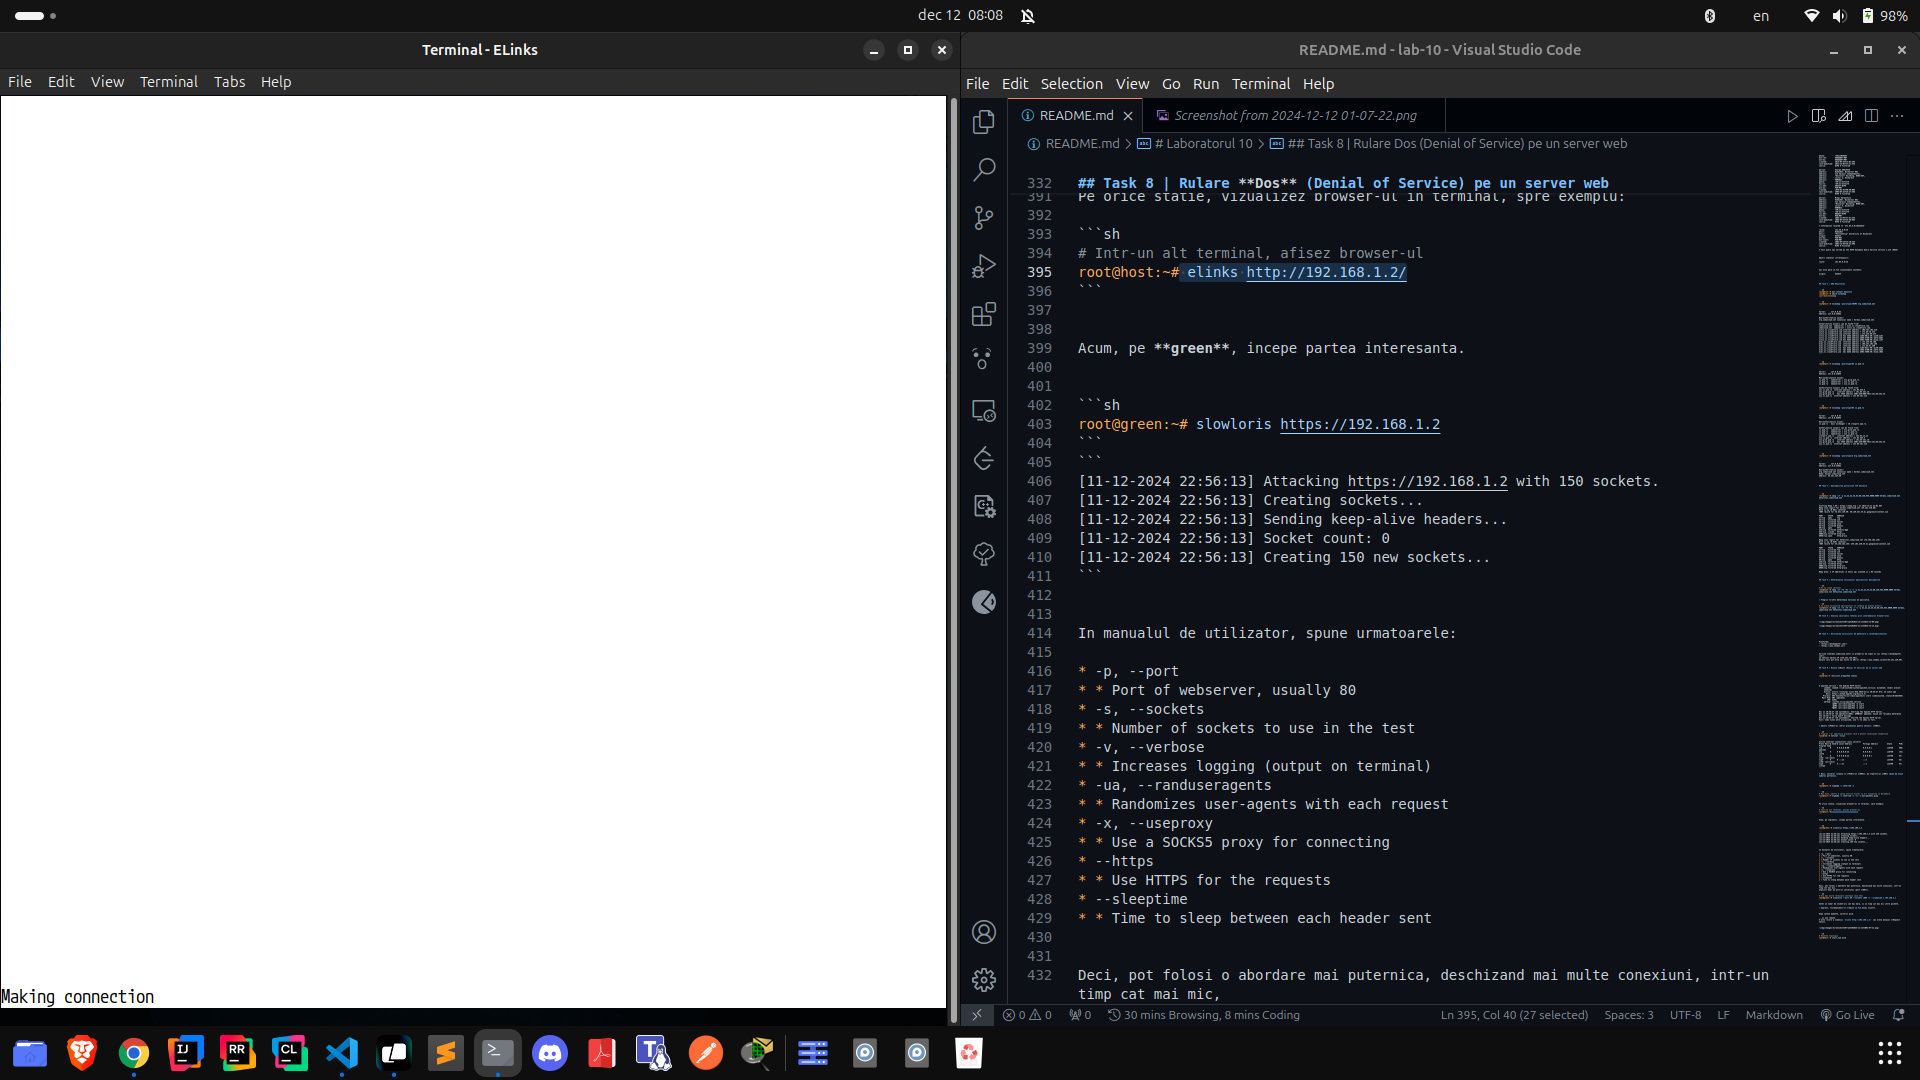 dec 12 08:08
en
98%
Terminal - ELinks
File Edit View Terminal Tabs Help
Making connection
README.md - lab-10 - Visual Studio Code
File Edit Selection View Go Run Terminal Help
README.md
Screenshot from 2024-12-12 01-07-22.png
README.md > # Laboratorul 10 > ## Task 8 | Rulare Dos (Denial of Service) pe un server web
332 ## Task 8 | Rulare **Dos** (Denial of Service) pe un server web
391 Pe orice statie, vizualizez browser-ul in terminal, spre exemplu:
392
393 ```sh
394 # Intr-un alt terminal, afisez browser-ul
395 root@host:~# elinks http://192.168.1.2/
396 ```
397
398
399 Acum, pe **green**, incepe partea interesanta.
400
401
402 ```sh
403 root@green:~# slowloris https://192.168.1.2
404 ```
405 ```
406 [11-12-2024 22:56:13] Attacking https://192.168.1.2 with 150 sockets.
407 [11-12-2024 22:56:13] Creating sockets...
408 [11-12-2024 22:56:13] Sending keep-alive headers...
409 [11-12-2024 22:56:13] Socket count: 0
410 [11-12-2024 22:56:13] Creating 150 new sockets...
411 ```
412
413
414 In manualul de utilizator, spune urmatoarele:
415
416 * -p, --port
417 * * Port of webserver, usually 80
418 * -s, --sockets
419 * * Number of sockets to use in the test
420 * -v, --verbose
421 * * Increases logging (output on terminal)
422 * -ua, --randuseragents
423 * * Randomizes user-agents with each request
424 * -x, --useproxy
425 * * Use a SOCKS5 proxy for connecting
426 * --https
427 * * Use HTTPS for the requests
428 * --sleeptime
429 * * Time to sleep between each header sent
430
431
432 Deci, pot folosi o abordare mai puternica, deschizand mai multe conexiuni, intr-un
timp cat mai mic,
0 0 0 30 mins Browsing, 8 mins Coding Ln 395, Col 40 (27 selected) Spaces: 3 UTF-8 LF Markdown Go Live